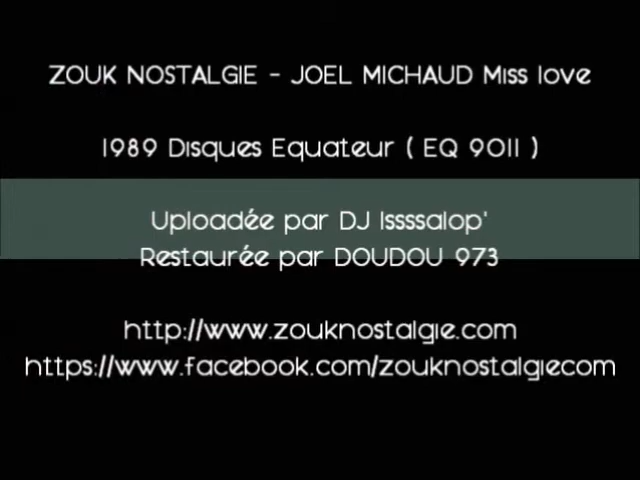 ZOUK NOSTALGIE - JOEL MICHAUD Miss love
1989 Disques Equateur ( EQ 9011 )
Uploadée par DJ Issssalop'
Restaurée par DOUDOU 973
http://www.zouknostalgie.com
https://www.facebook.com/zouknostalgiecom